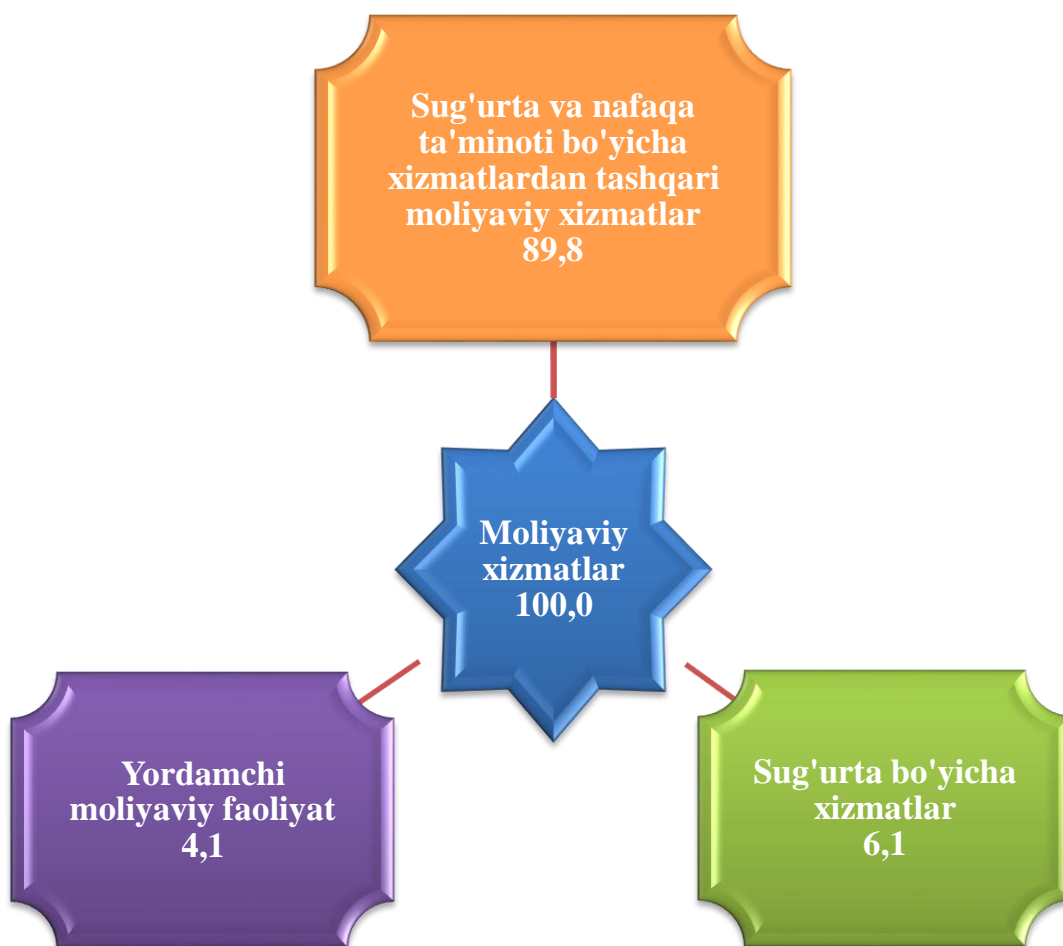 Sug'urta va nafaqa
ta'minoti bo'yicha
xizmatlardan tashqari
moliyaviy xizmatlar
89,8
Moliyaviy
xizmatlar
100,0
Yordamchi
moliyaviy faoliyat
4,1
Sug'urta bo'yicha
xizmatlar
6,1